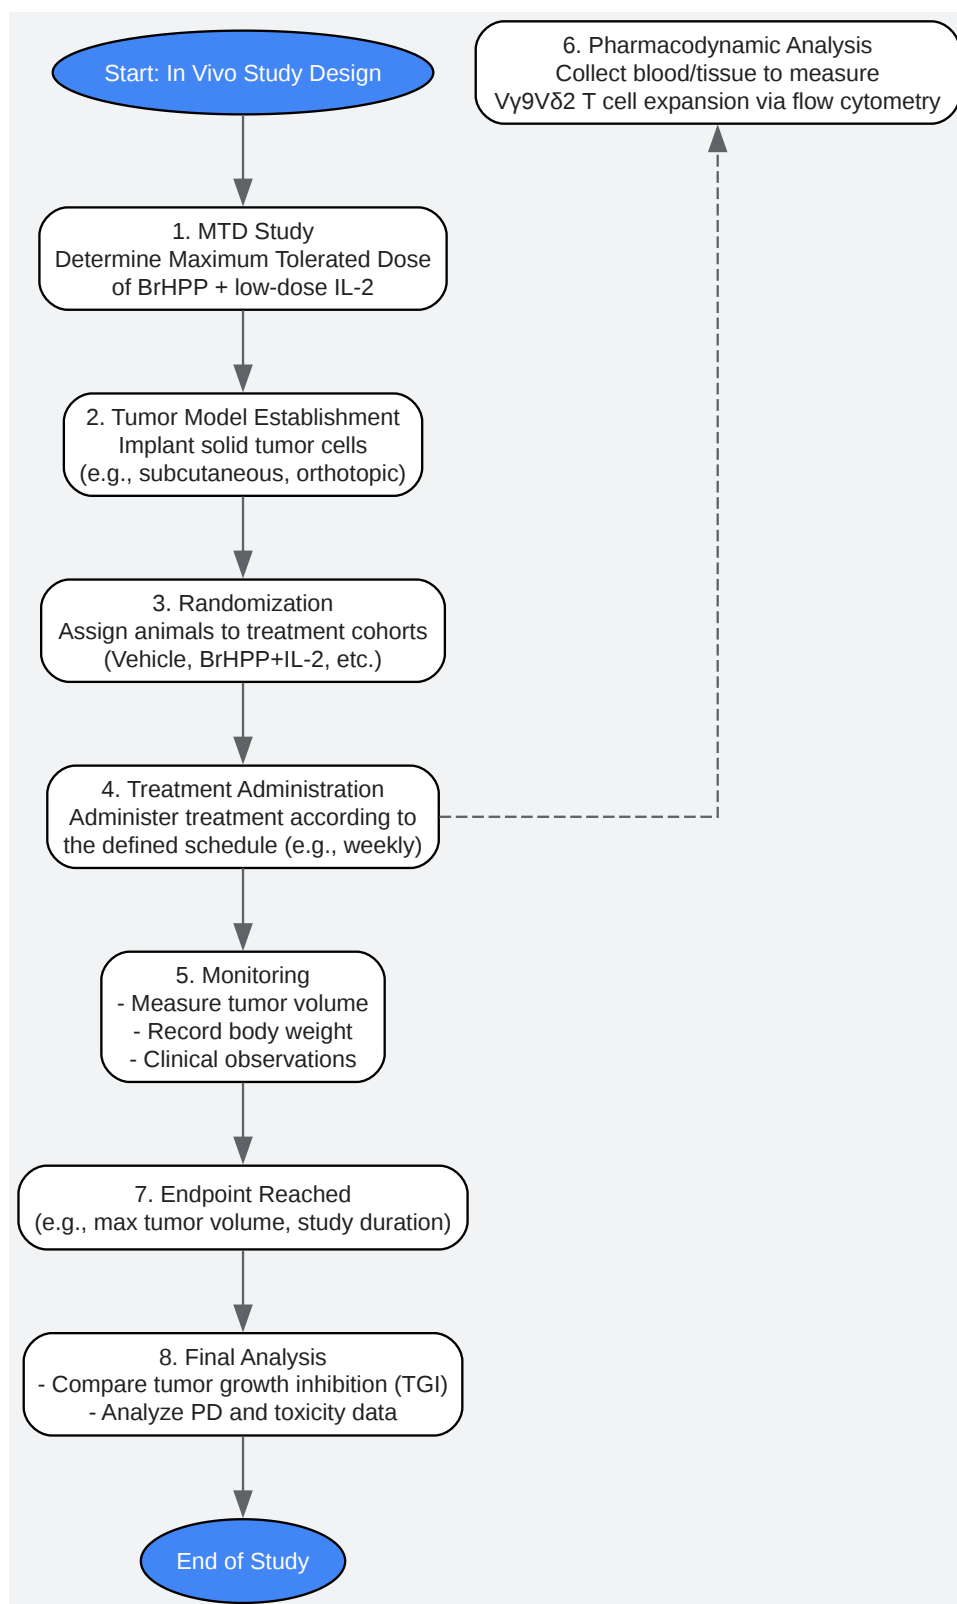 Start: In Vivo Study Design
1. MTD Study
Determine Maximum Tolerated Dose
of BrHPP + low-dose IL-2
2. Tumor Model Establishment
Implant solid tumor cells
(e.g., subcutaneous, orthotopic)
3. Randomization
Assign animals to treatment cohorts
(Vehicle, BrHPP+IL-2, etc.)
4. Treatment Administration
Administer treatment according to
the defined schedule (e.g., weekly)
5. Monitoring
- Measure tumor volume
- Record body weight
- Clinical observations
6. Pharmacodynamic Analysis
Collect blood/tissue to measure
Vγ9Vδ2 T cell expansion via flow cytometry
7. Endpoint Reached
(e.g., max tumor volume, study duration)
8. Final Analysis
- Compare tumor growth inhibition (TGI)
- Analyze PD and toxicity data
End of Study